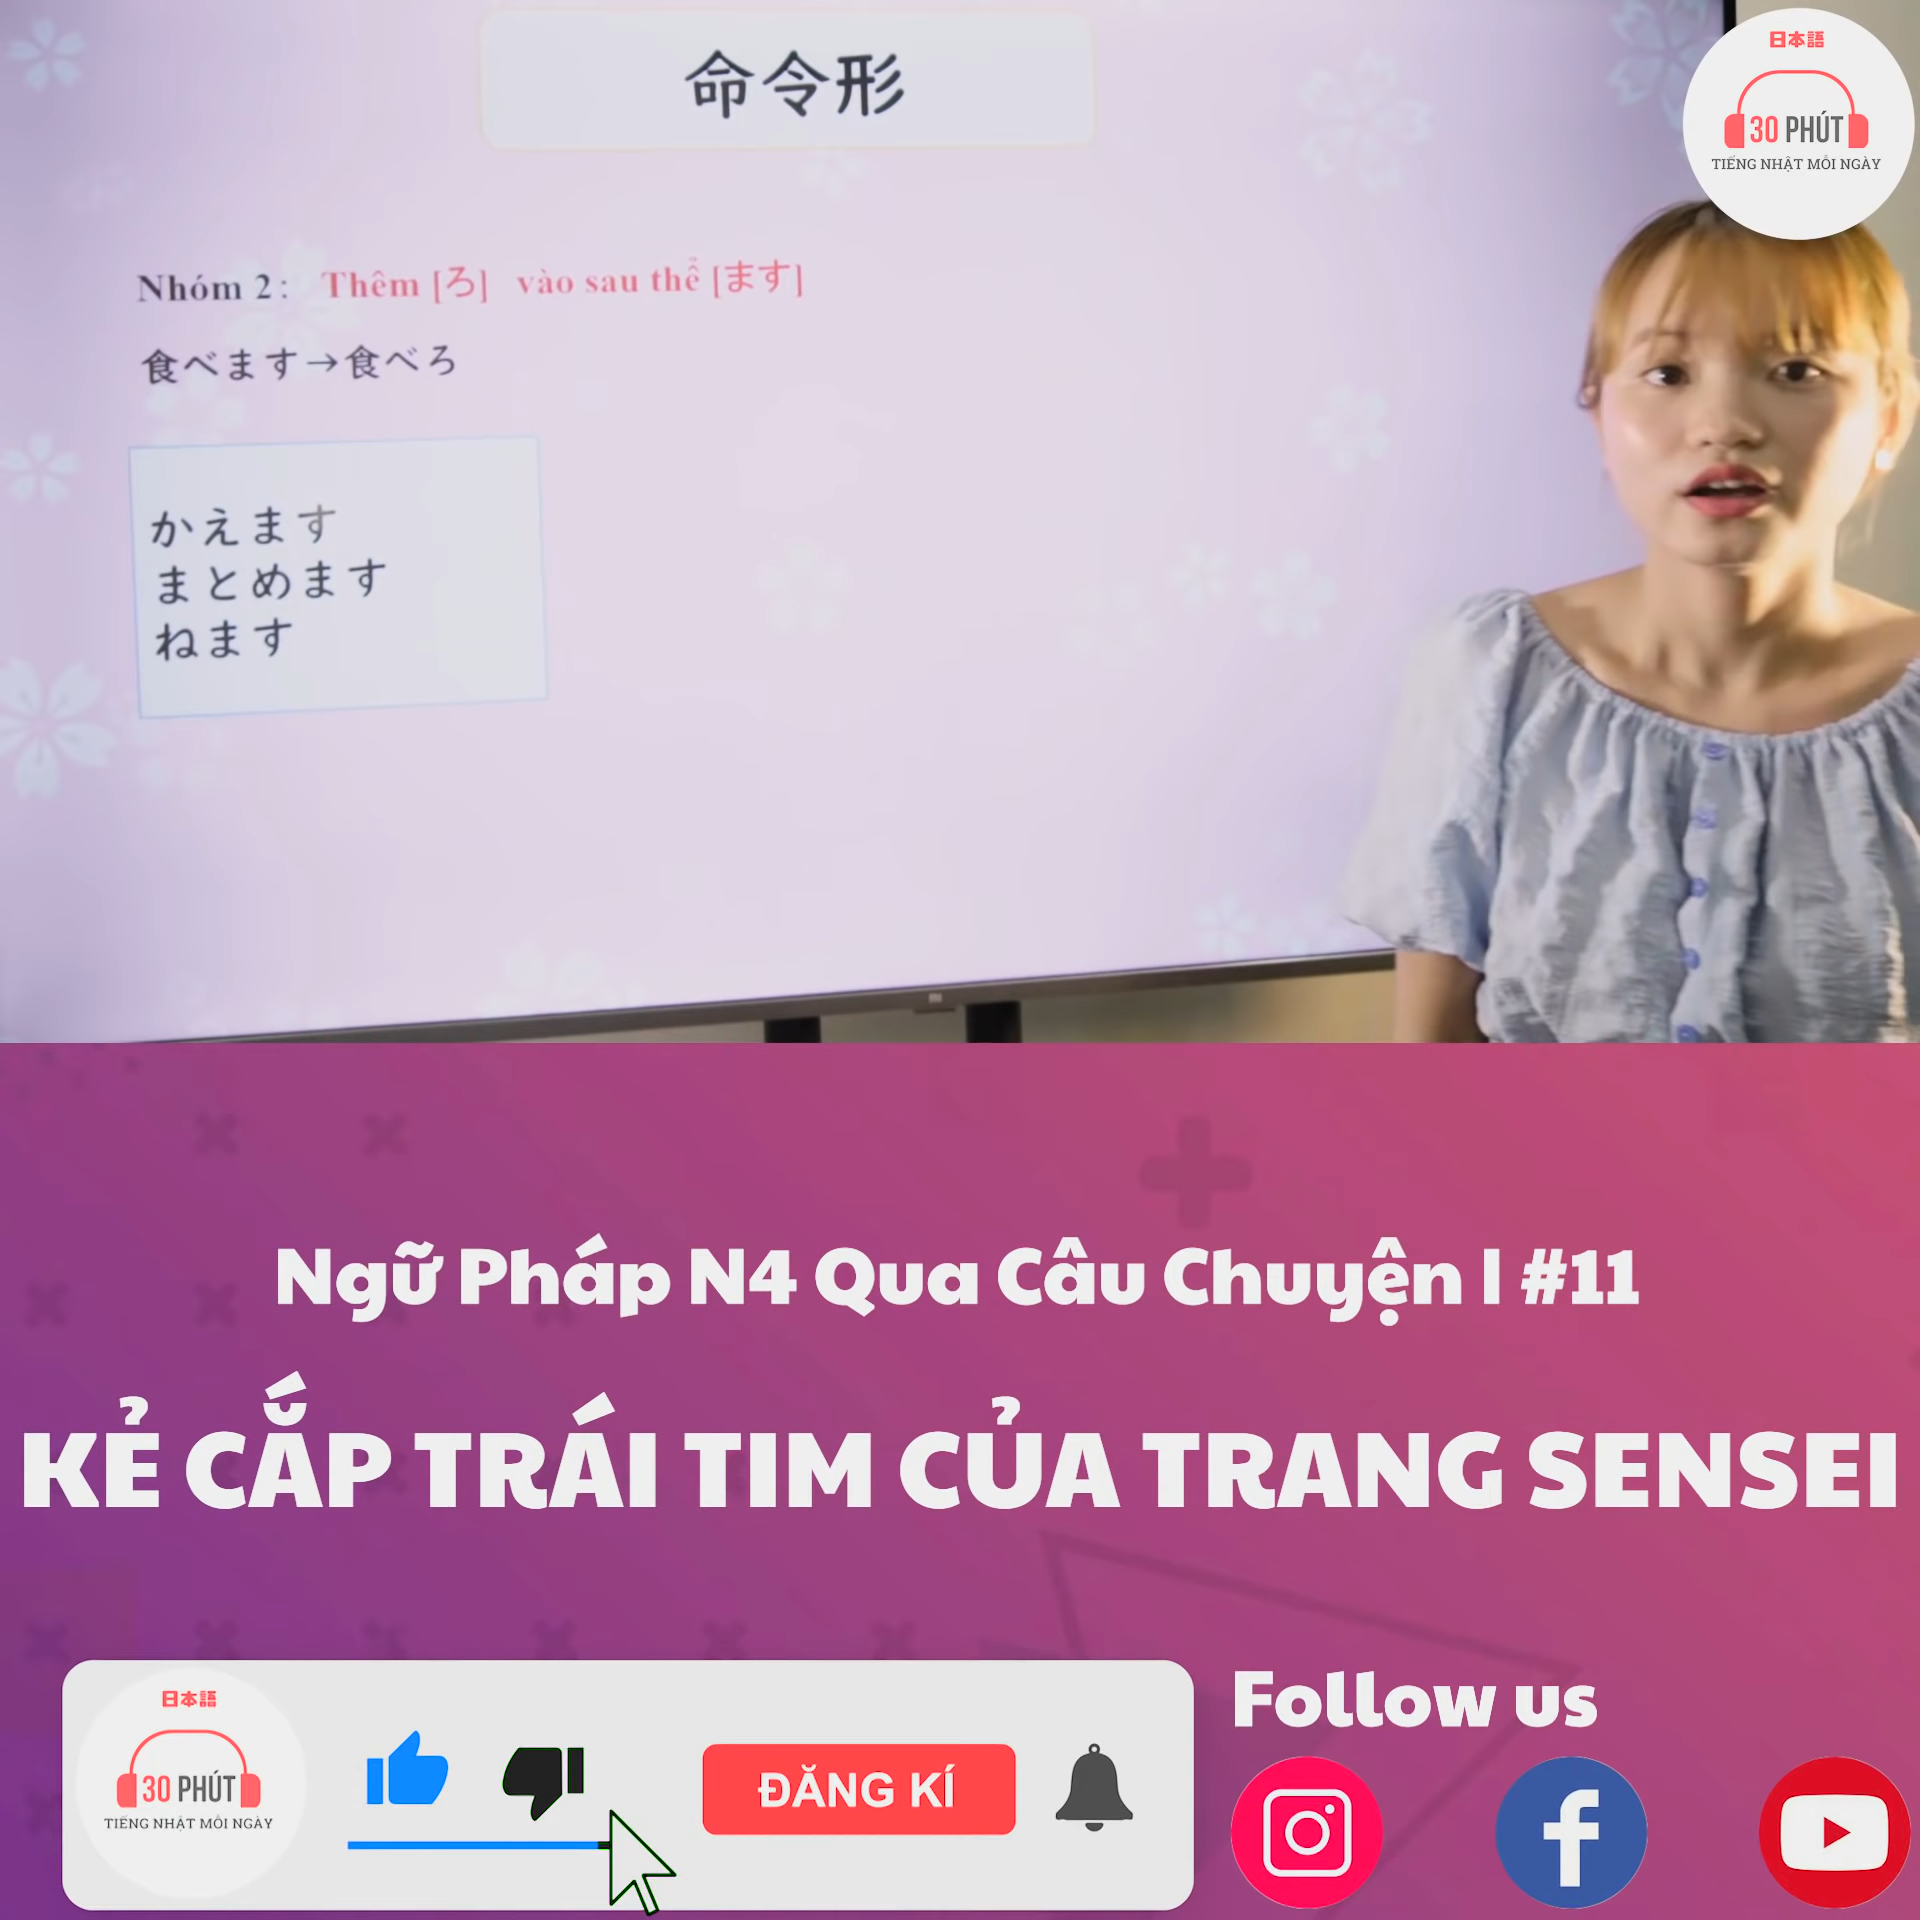 命令形
日本語
30 PHÚT
TIẾNG NHẬT MỖI NGÀY
Nhóm 2: Thêm [ろ] vào sau thể [ます]
食べます→食べろ
かえます
まとめます
ねます
Ngữ Pháp N4 Qua Câu Chuyện I #11
KẺ CẮP TRÁI TIM CỦA TRANG SENSEI
日本語
30 PHÚT
TIẾNG NHẬT MỖI NGÀY
ĐĂNG KÍ
Follow us